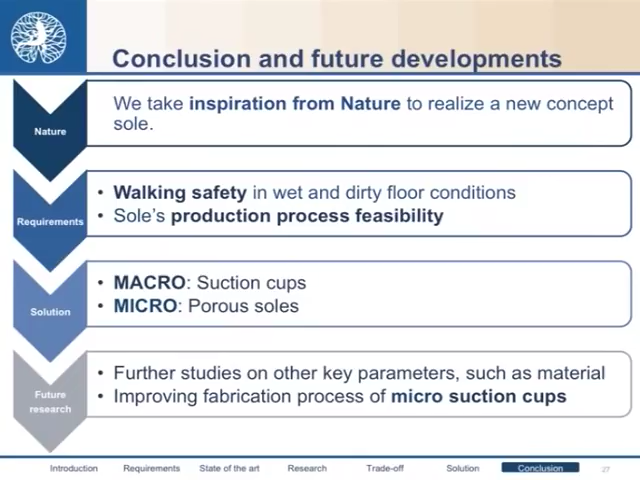 Conclusion and future developments
Nature
We take inspiration from Nature to realize a new concept
sole.
Requirements
• Walking safety in wet and dirty floor conditions
• Sole's production process feasibility
Solution
• MACRO: Suction cups
• MICRO: Porous soles
Future
research
• Further studies on other key parameters, such as material
• Improving fabrication process of micro suction cups
Introduction Requirements State of the art Research Trade-off Solution Conclusion 27